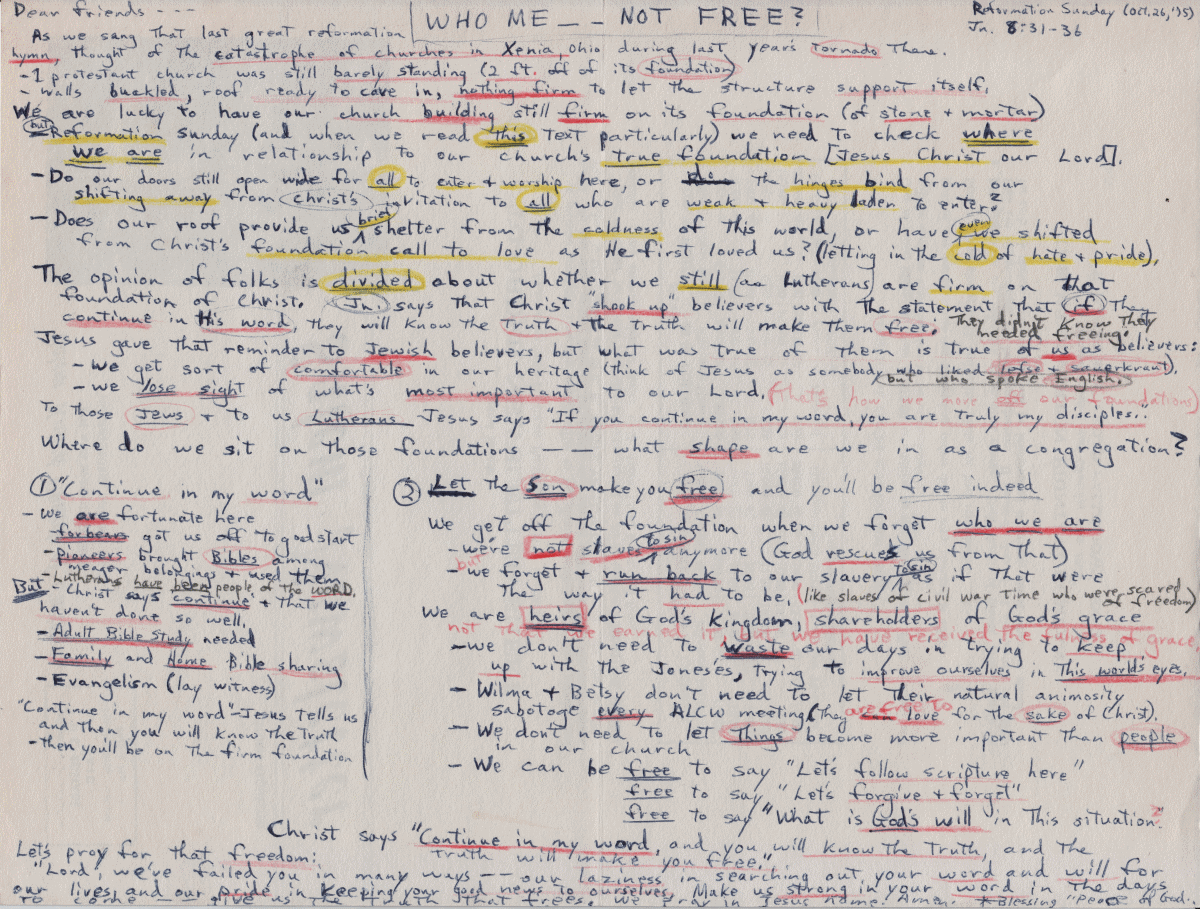 Dear friends - - -
WHO ME -- NOT FREE?
Reformation Sunday (Oct. 26, '75)
Jn. 8:31-36
As we sang that last great reformation
hymn, thought of the catastrophe of churches in Xenia, Ohio during last year's tornado there.
- 1 protestant church was still barely standing (2 ft. off of its foundation)
- walls buckled, roof ready to cave in, nothing firm to let the structure support itself.
We are lucky to have our church building still firm on its foundation (of stone + mortar)
but Reformation Sunday (and when we read this text particularly) we need to check where
we are in relationship to our church's true foundation [Jesus Christ our Lord].
- Do our doors still open wide for all to enter + worship here, or do the hinges bind from our
shifting away from Christ's invitation to all who are weak + heavy laden to enter?
- Does our roof provide us brief shelter from the coldness of this world, or have even we shifted
from Christ's foundation call to love as He first loved us? (letting in the cold of hate + pride).
The opinion of folks is divided about whether we still (as Lutherans) are firm on that
foundation of Christ. Jn. says that Christ "shook up" believers with the statement that if the
continue in His word, they will know the Truth + the truth will make them free. They didn't know they
needed freeing.
Jesus gave that reminder to Jewish believers, but what was true of them is true of us as believers:
- We get sort of comfortable in our heritage (think of Jesus as somebody who liked lefse + sauerkraut).
but who spoke English.
- we lose sight of what's most important to our Lord. (that's how we move off our foundations)
To those Jews + to us Lutherans Jesus says "If you continue in my word, you are truly my disciples."
Where do we sit on those foundations -- what shape are we in as a congregation?
① "Continue in my word"
- We are fortunate here
forbears got us off to good start
- pioneers brought Bibles among
meager belongings + used them
- Lutherans have been people of the WORD.
But - Christ says continue + that we
haven't done so well.
- Adult Bible Study needed
- Family and Home Bible sharing
- Evangelism (lay witness)
"Continue in my word" - Jesus tells us
and then you will know the truth
- then you'll be on the firm foundation
② Let the Son make you free and you'll be free indeed
We get off the foundation when we forget who we are
- we're not slaves to sin anymore (God rescues us from that)
- but we forget + run back to our slavery to sin as if that were
the way it had to be, (like slaves of civil war time who were scared
of freedom)
We are heirs of God's kingdom, shareholders of God's grace
not that we earned it, but we have received the fulness of grace
- we don't need to waste our days in trying to keep
up with the Joneses, trying to improve ourselves in this world's eyes.
- Wilma + Betsy don't need to let their natural animosity
sabotoge every ALCW meeting (they are free to love for the sake of Christ).
- We don't need to let things become more important than people
in our church
- We can be free to say "Let's follow scripture here"
free to say "Let's forgive + forget"
free to say "What is God's will in this situation?"
Christ says "Continue in my word, and you will know the truth, and the
truth will make you free."
Let's pray for that freedom:
"Lord, we've failed you in many ways -- our laziness in searching out your word and will for
our lives, and our pride in keeping your good news to ourselves. Make us strong in your word in the days
to come - give us the truth that frees. We pray in Jesus name. Amen. * Blessing "Peace of God..